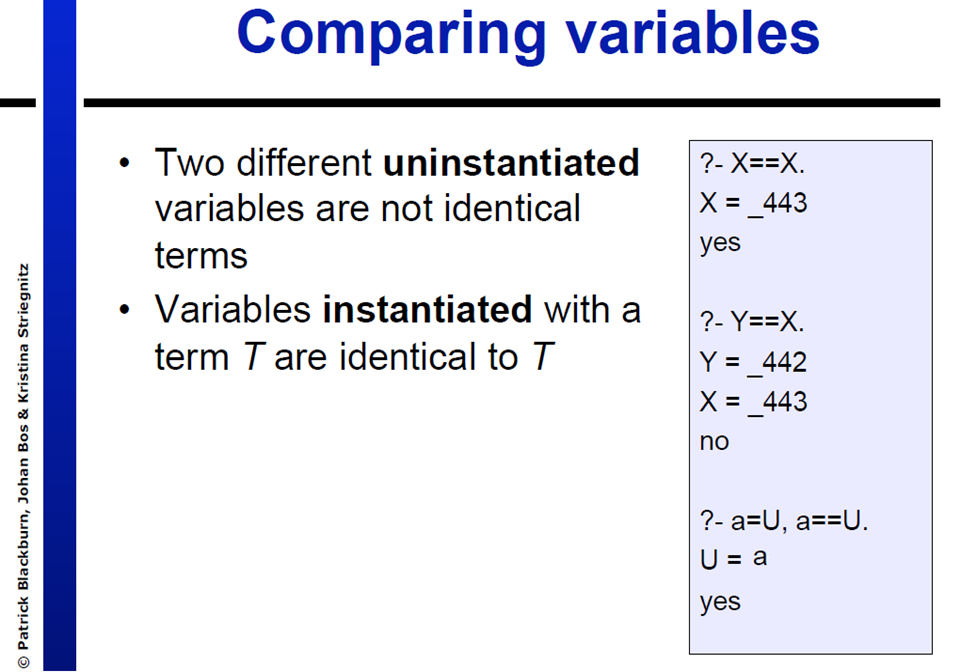 Comparing variables
• Two different uninstantiated
variables are not identical
terms
• Variables instantiated with a
term T are identical to T
?- X==X.
X = _443
yes
?- Y==X.
Y = _442
X = _443
no
?- a=U, a==U.
U = a
yes
© Patrick Blackburn, Johan Bos & Kristina Striegnitz